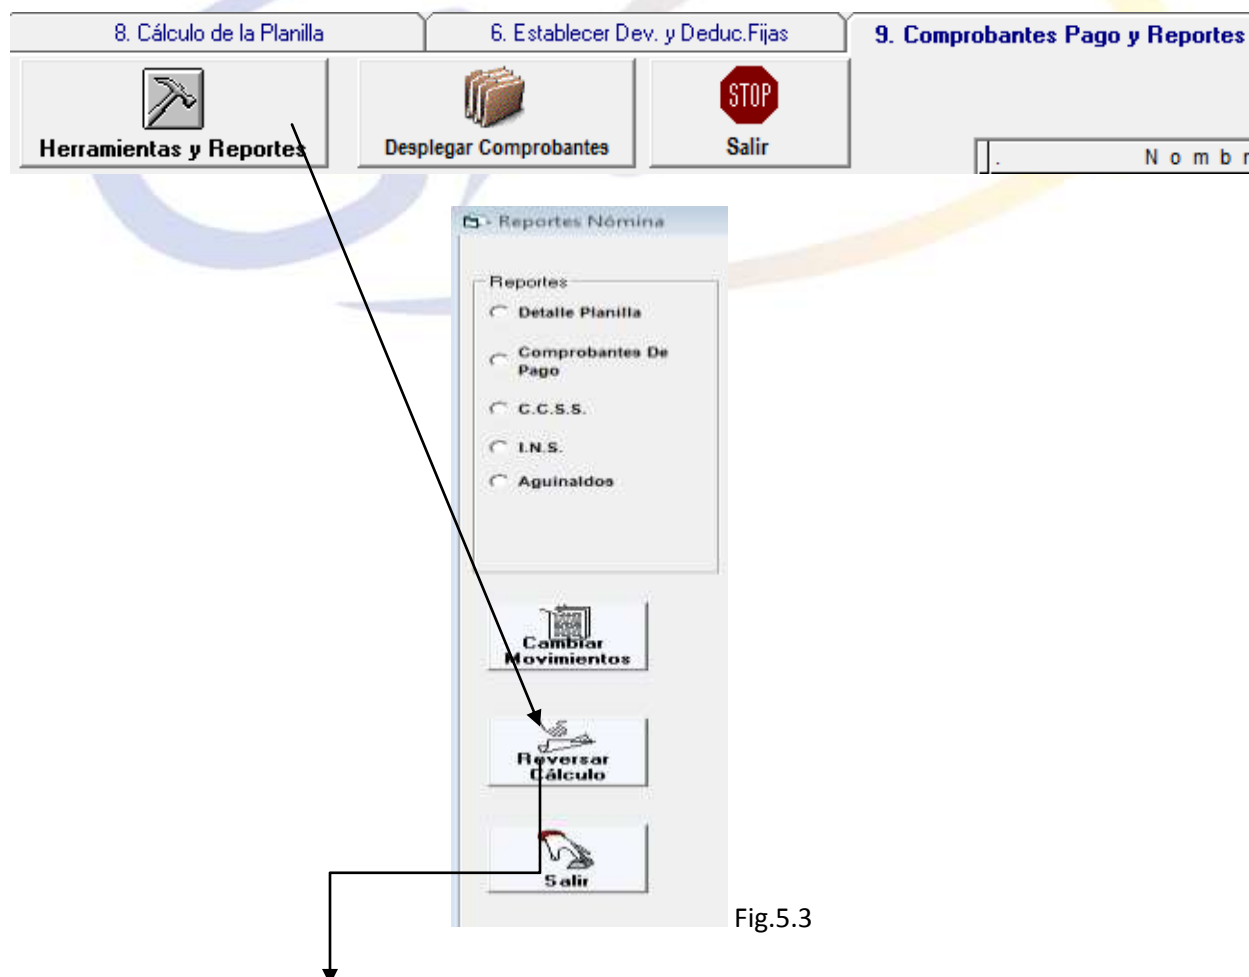 8. Cálculo de la Planilla
6. Establecer Dev. y Deduc.Fijas
9. Comprobantes Pago y Reportes
Herramientas y Reportes
Desplegar Comprobantes
STOP
Salir
. Nombr
- Reportes Nómina
Reportes
Detalle Planilla
Comprobantes De
Pago
C.C.S.S.
I.N.S.
Aguinaldos
Cambiar
Movimientos
Reversar
Cálculo
Salir
Fig.5.3